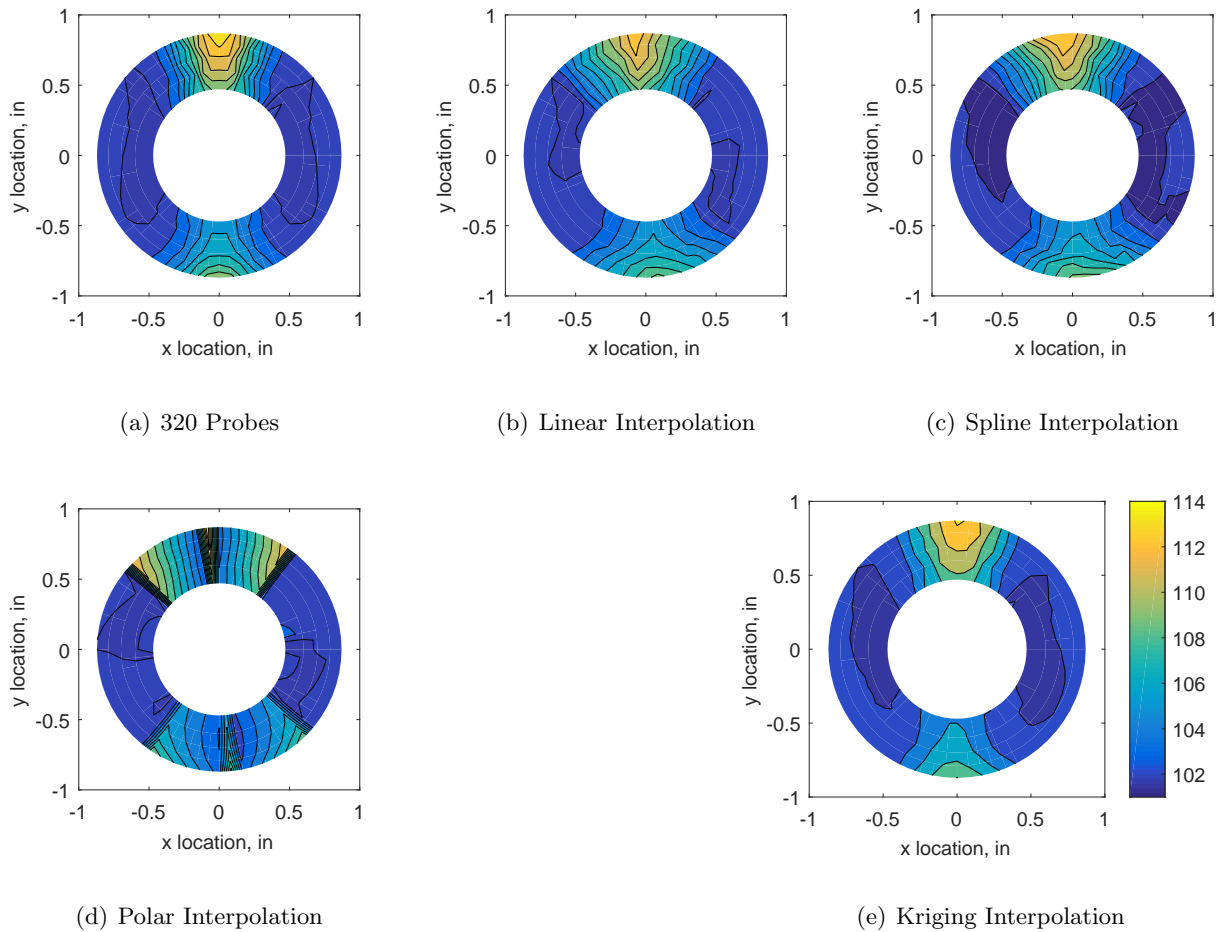 1
0.5
0
-0.5
-1
y location, in
-1 -0.5 0 0.5 1
x location, in
(a) 320 Probes
1
0.5
0
-0.5
-1
y location, in
-1 -0.5 0 0.5 1
x location, in
(b) Linear Interpolation
1
0.5
0
-0.5
-1
y location, in
-1 -0.5 0 0.5 1
x location, in
(c) Spline Interpolation
1
0.5
0
-0.5
-1
y location, in
-1 -0.5 0 0.5 1
x location, in
(d) Polar Interpolation
1
0.5
0
-0.5
-1
y location, in
-1 -0.5 0 0.5 1
x location, in
114
112
110
108
106
104
102
(e) Kriging Interpolation